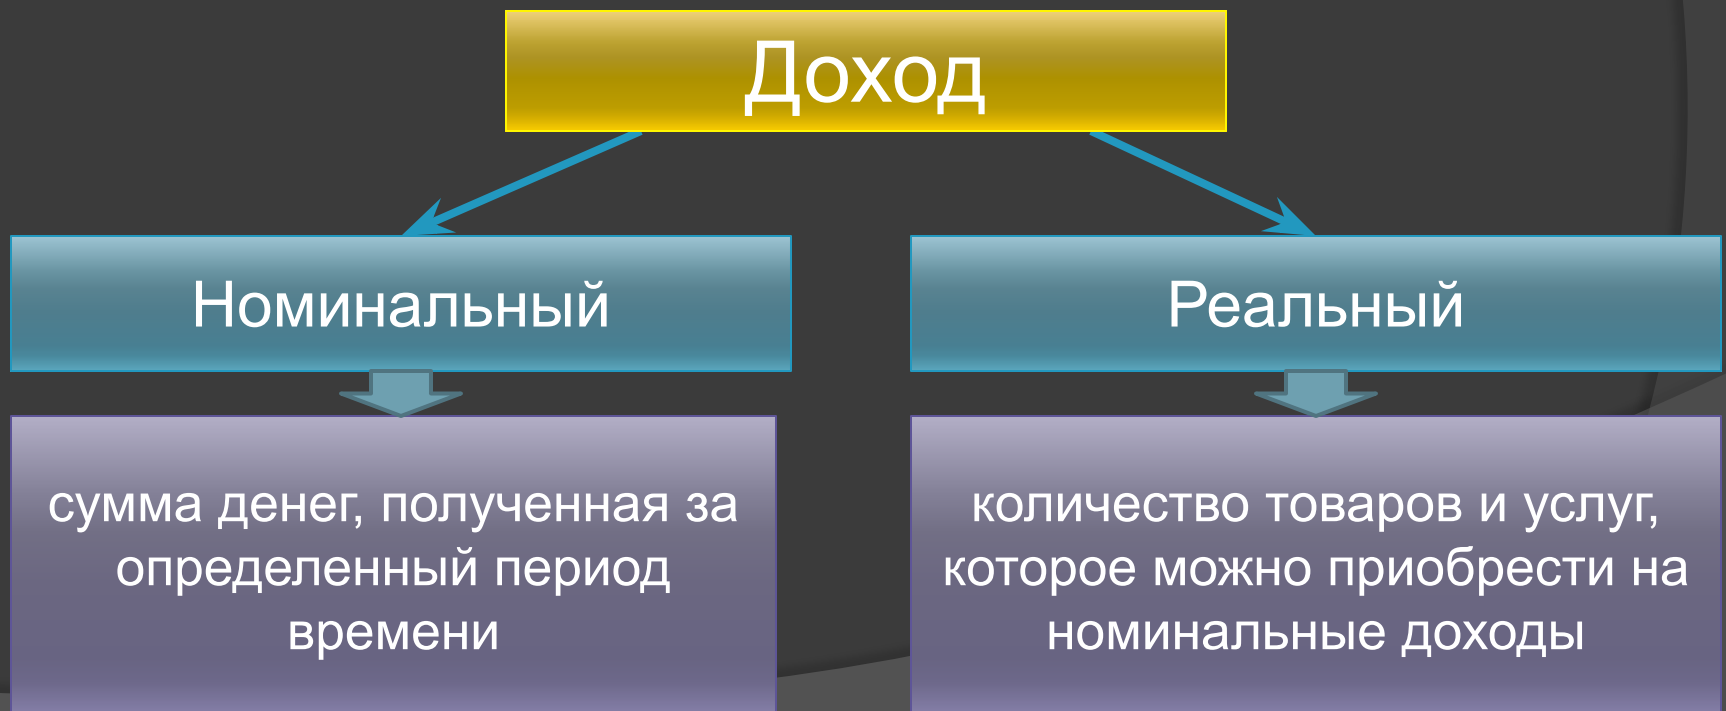 Доход
Номинальный
Реальный
сумма денег, полученная за
определенный период
времени
количество товаров и услуг,
которое можно приобрести на
номинальные доходы